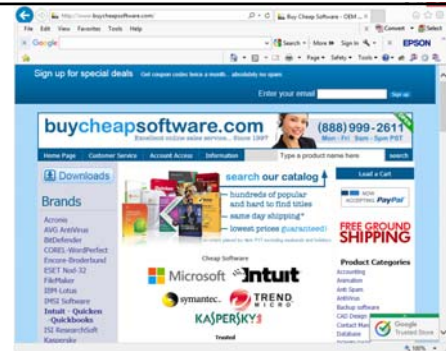 http://www.buycheapsoftware.com/
Buy Cheap Software - OEM ...
File Edit View Favorites Tools Help
Convert Select
Google
Search More » Sign In
EPSON
Page Safety Tools
Sign up for special deals Get coupon codes twice a month... absolutely no spam.
Enter your email Sign up
buycheapsoftware.com
Excellent online sales service... Since 1997
(888) 999-2611
Mon - Fri 9am - 5pm PST
Home Page Customer Service Account Access Information Type a product name here search
Downloads
Brands
Acronis
AVG AntiVirus
BitDefender
COREL-WordPerfect
Encore-Broderbund
ESET Nod-32
FileMaker
IBM Lotus
IMSI Software
Intuit - Quicken
-Quickbooks
ISI ResearchSoft
Kaspersky
search our catalog
hundreds of popular
and hard to find titles
same day shipping*
lowest prices guaranteed!
Cheap Software
Microsoft Intuit
symantec. TREND MICRO
KASPERSKY
Trusted
Load a Cart
NOW
ACCEPTING PayPal
FREE GROUND
SHIPPING
Product Categories
Accounting
Animation
Anti Spam
AntiVirus
Backup software
CAD Design
Contact Man
Database
Google
Trusted Store
100%